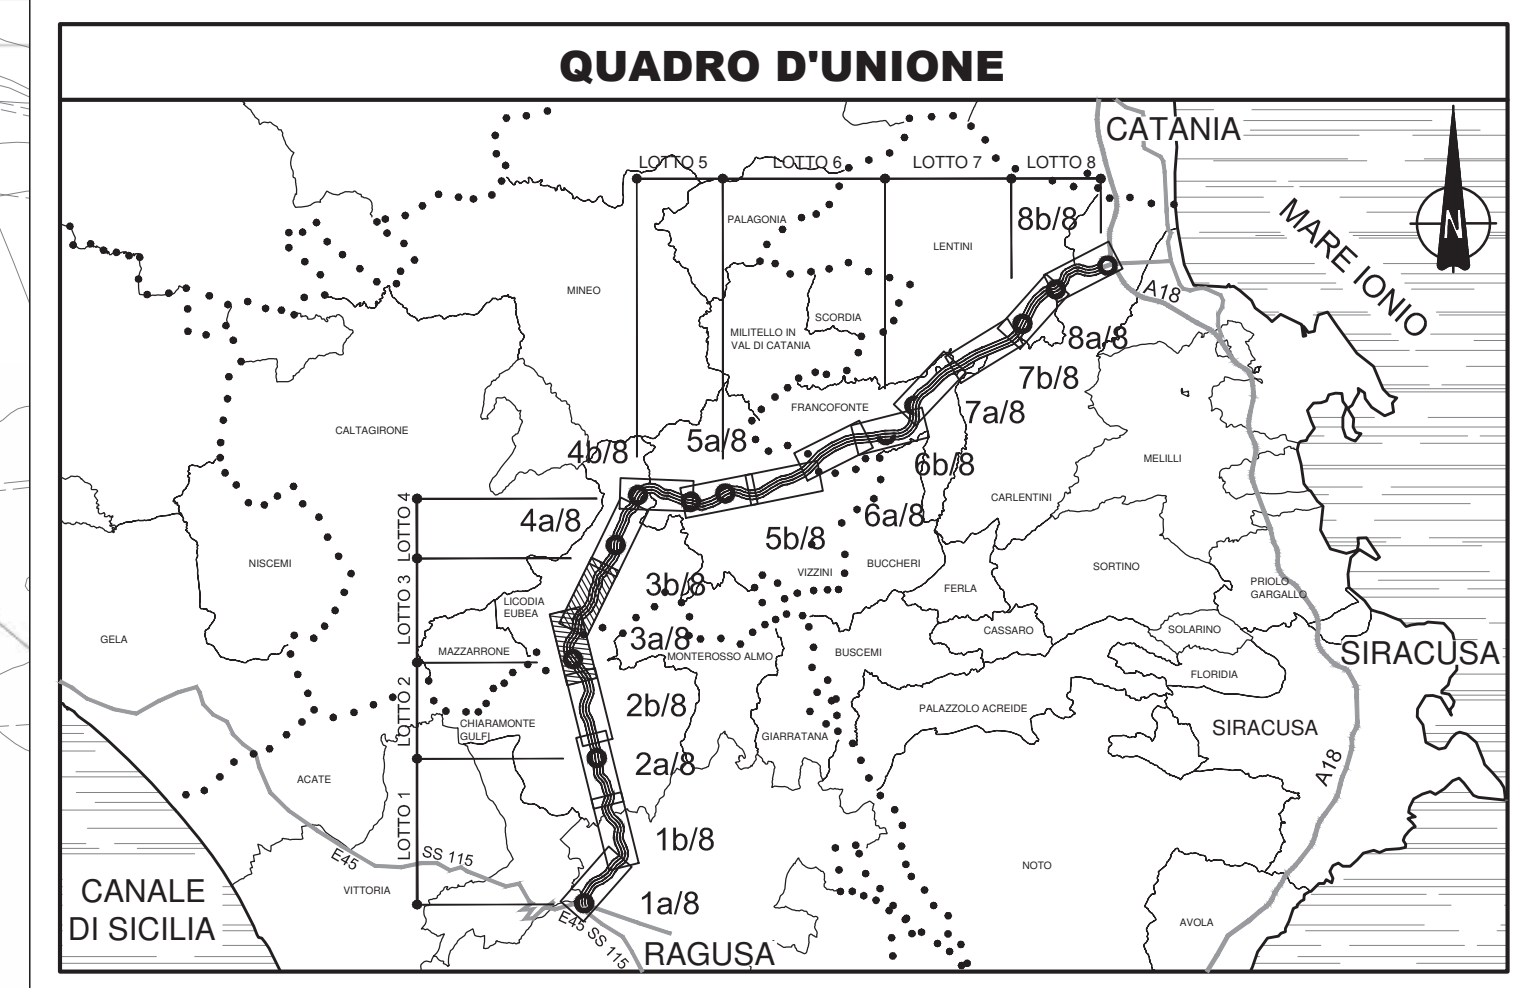 QUADRO D'UNIONE
CATANIA
LOTTO 5
LOTTO 6
LOTTO 7
LOTTO 8
PALAGONIA
8b/8
LENTINI
MARE IONIO
N
MINEO
A18
SCORDIA
MILITELLO IN
VAL DI CATANIA
8a/8
7b/8
FRANCOFONTE
7a/8
CALTAGIRONE
5a/8
4b/8
6b/8
MELILLI
CARLENTINI
LOTTO 4
4a/8
6a/8
5b/8
NISCEMI
VIZZINI
BUCCHERI
SORTINO
3b/8
FERLA
PRIOLO
GARGALLO
LOTTO 3
LICODIA
EUBEA
CASSARO
SOLARINO
GELA
3a/8
MAZZARRONE
MONTEROSSO ALMO
BUSCEMI
SIRACUSA
FLORIDIA
LOTTO 2
2b/8
PALAZZOLO ACREIDE
CHIARAMONTE
GULFI
GIARRATANA
SIRACUSA
2a/8
A18
ACATE
LOTTO 1
1b/8
E45
SS 115
NOTO
VITTORIA
CANALE
DI SICILIA
1a/8
E45 SS 115
AVOLA
RAGUSA